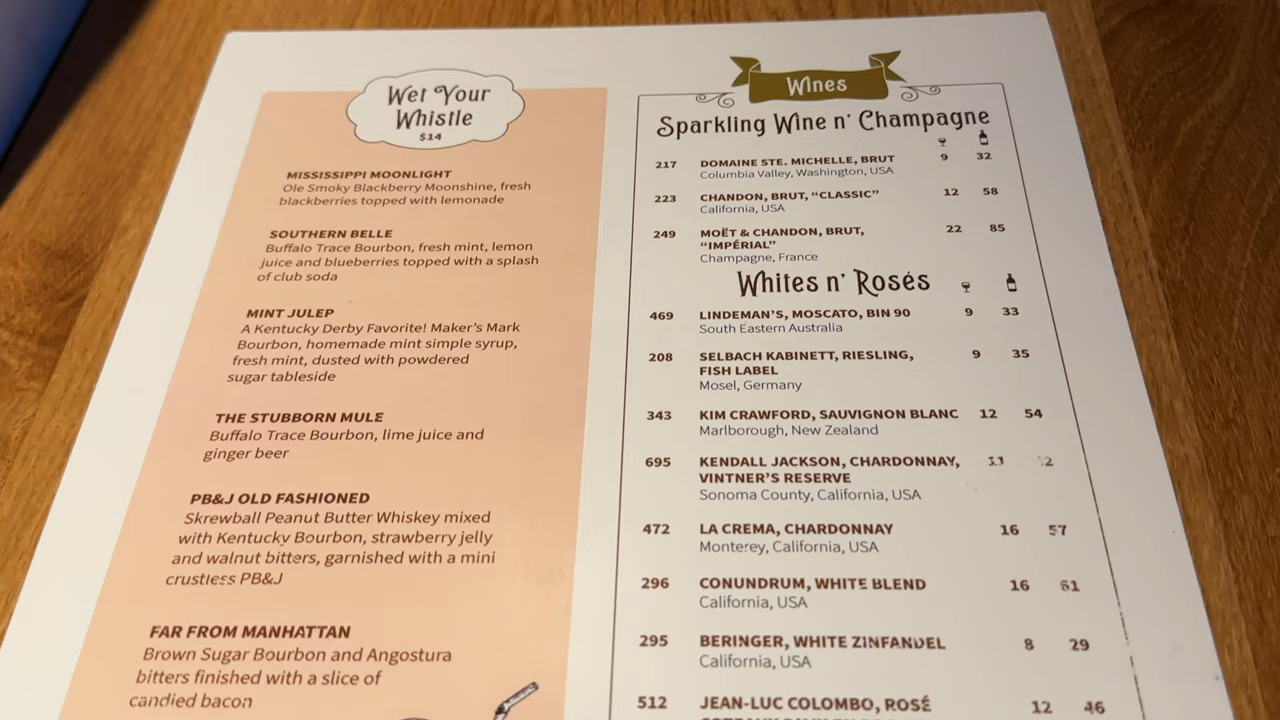 Wet Your
Whistle
$14
MISSISSIPPI MOONLIGHT
Ole Smoky Blackberry Moonshine, fresh
blackberries topped with lemonade
SOUTHERN BELLE
Buffalo Trace Bourbon, fresh mint, lemon
juice and blueberries topped with a splash
of club soda
MINT JULEP
A Kentucky Derby Favorite! Maker's Mark
Bourbon, homemade mint simple syrup,
fresh mint, dusted with powdered
sugar tableside
THE STUBBORN MULE
Buffalo Trace Bourbon, lime juice and
ginger beer
PB&J OLD FASHIONED
Skrewball Peanut Butter Whiskey mixed
with Kentucky Bourbon, strawberry jelly
and walnut bitters, garnished with a mini
crustless PB&J
FAR FROM MANHATTAN
Brown Sugar Bourbon and Angostura
bitters finished with a slice of
candied bacon
Wines
Sparkling Wine n' Champagne
217 DOMAINE STE. MICHELLE, BRUT 9 32
Columbia Valley, Washington, USA
223 CHANDON, BRUT, “CLASSIC” 12 58
California, USA
249 MOËT & CHANDON, BRUT, 22 85
“IMPÉRIAL”
Champagne, France
Whites n' Rosés
469 LINDEMAN'S, MOSCATO, BIN 90 9 33
South Eastern Australia
208 SELBACH KABINETT, RIESLING, 9 35
FISH LABEL
Mosel, Germany
343 KIM CRAWFORD, SAUVIGNON BLANC 12 54
Marlborough, New Zealand
695 KENDALL JACKSON, CHARDONNAY, 11
VINTNER'S RESERVE
Sonoma County, California, USA
472 LA CREMA, CHARDONNAY 16 57
Monterey, California, USA
296 CONUNDRUM, WHITE BLEND 16 61
California, USA
295 BERINGER, WHITE ZINFANDEL 8 29
California, USA
512 JEAN-LUC COLOMBO, ROSÉ 12 46